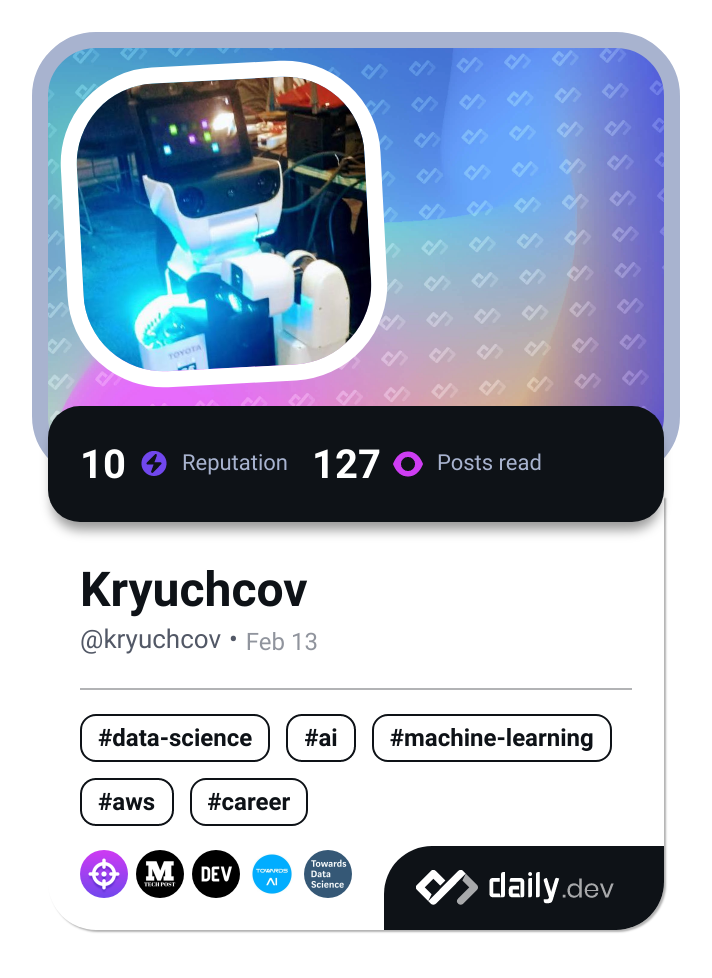 TOYOTA
10 Reputation 127 Posts read
Kryuchcov
@kryuchcov • Feb 13
#data-science #ai #machine-learning
#aws #career
M
TECH POST
DEV
TOWARDS
AI
Towards
Data
Science
daily.dev